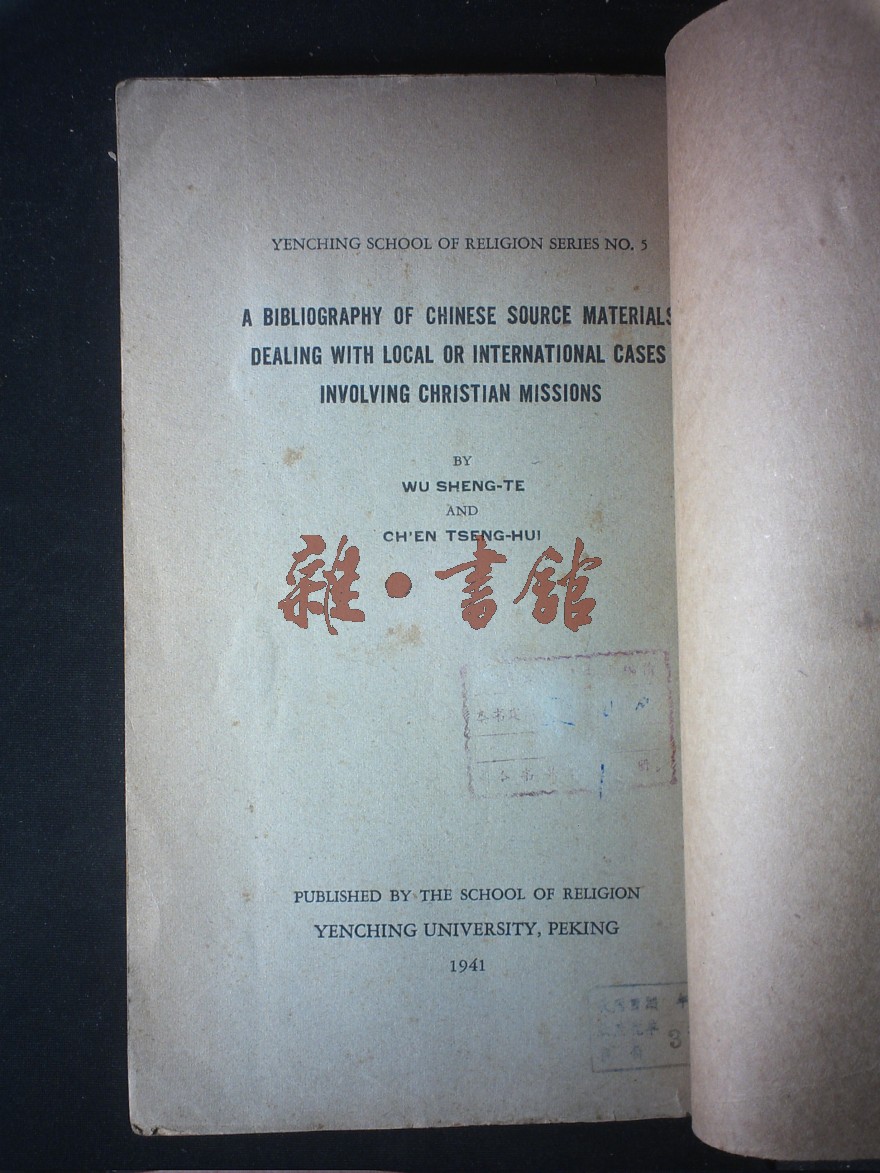 YENCHING SCHOOL OF RELIGION SERIES NO. 5
A BIBLIOGRAPHY OF CHINESE SOURCE MATERIALS
DEALING WITH LOCAL OR INTERNATIONAL CASES
INVOLVING CHRISTIAN MISSIONS
BY
WU SHENG-TE
AND
CH'EN TSENG-HUI
雜·書館
PUBLISHED BY THE SCHOOL OF RELIGION
YENCHING UNIVERSITY, PEKING
1941
3